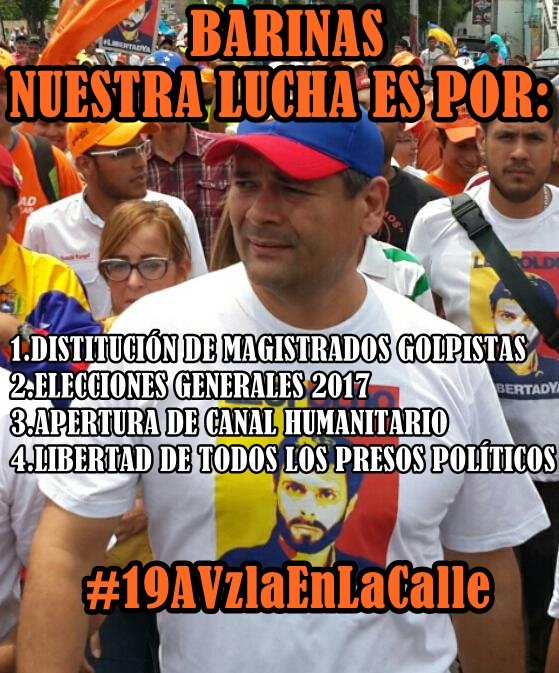 #LIBERTADYA
BARINAS
NUESTRA LUCHA ES POR:
1.DISTITUCIÓN DE MAGISTRADOS GOLPISTAS
2.ELECCIONES GENERALES 2017
3.APERTURA DE CANAL HUMANITARIO
4.LIBERTAD DE TODOS LOS PRESOS POLÍTICOS
#19AVzlaEnLaCalle